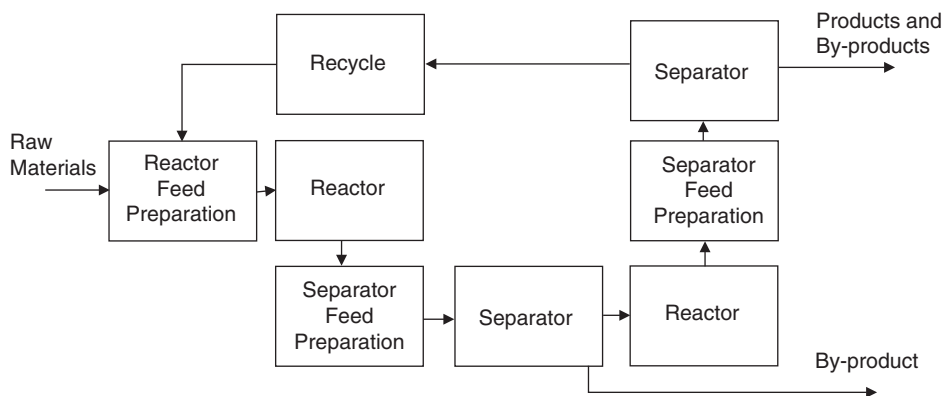 Products and
By-products
Recycle
Separator
Raw
Materials
Reactor
Feed
Preparation
Reactor
Separator
Feed
Preparation
Separator
Feed
Preparation
Separator
Reactor
By-product